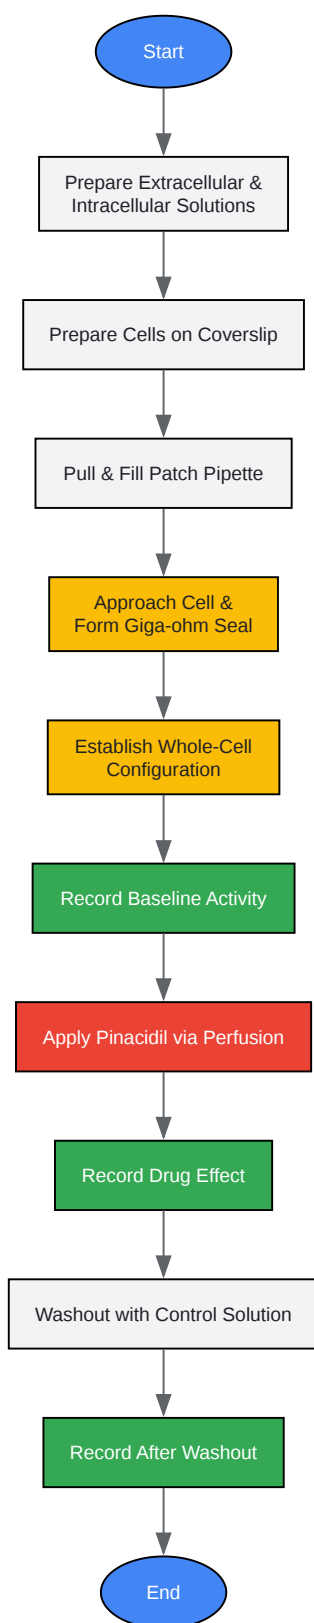 Start
Prepare Extracellular &
Intracellular Solutions
Prepare Cells on Coverslip
Pull & Fill Patch Pipette
Approach Cell &
Form Giga-ohm Seal
Establish Whole-Cell
Configuration
Record Baseline Activity
Apply Pinacidil via Perfusion
Record Drug Effect
Washout with Control Solution
Record After Washout
End